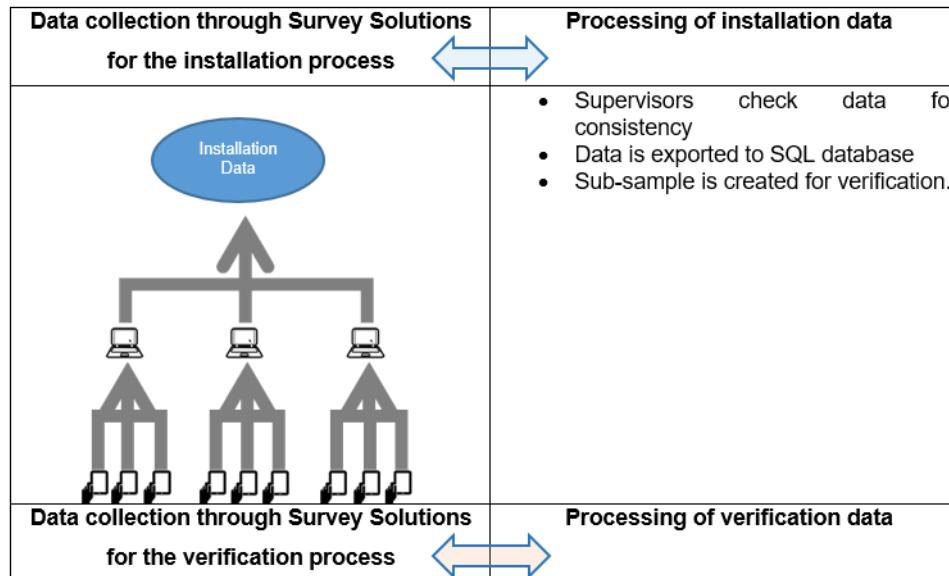 Data collection through Survey Solutions
for the installation process
Processing of installation data
Installation
Data
• Supervisors check data fo
consistency
• Data is exported to SQL database
• Sub-sample is created for verification.
Data collection through Survey Solutions
for the verification process
Processing of verification data